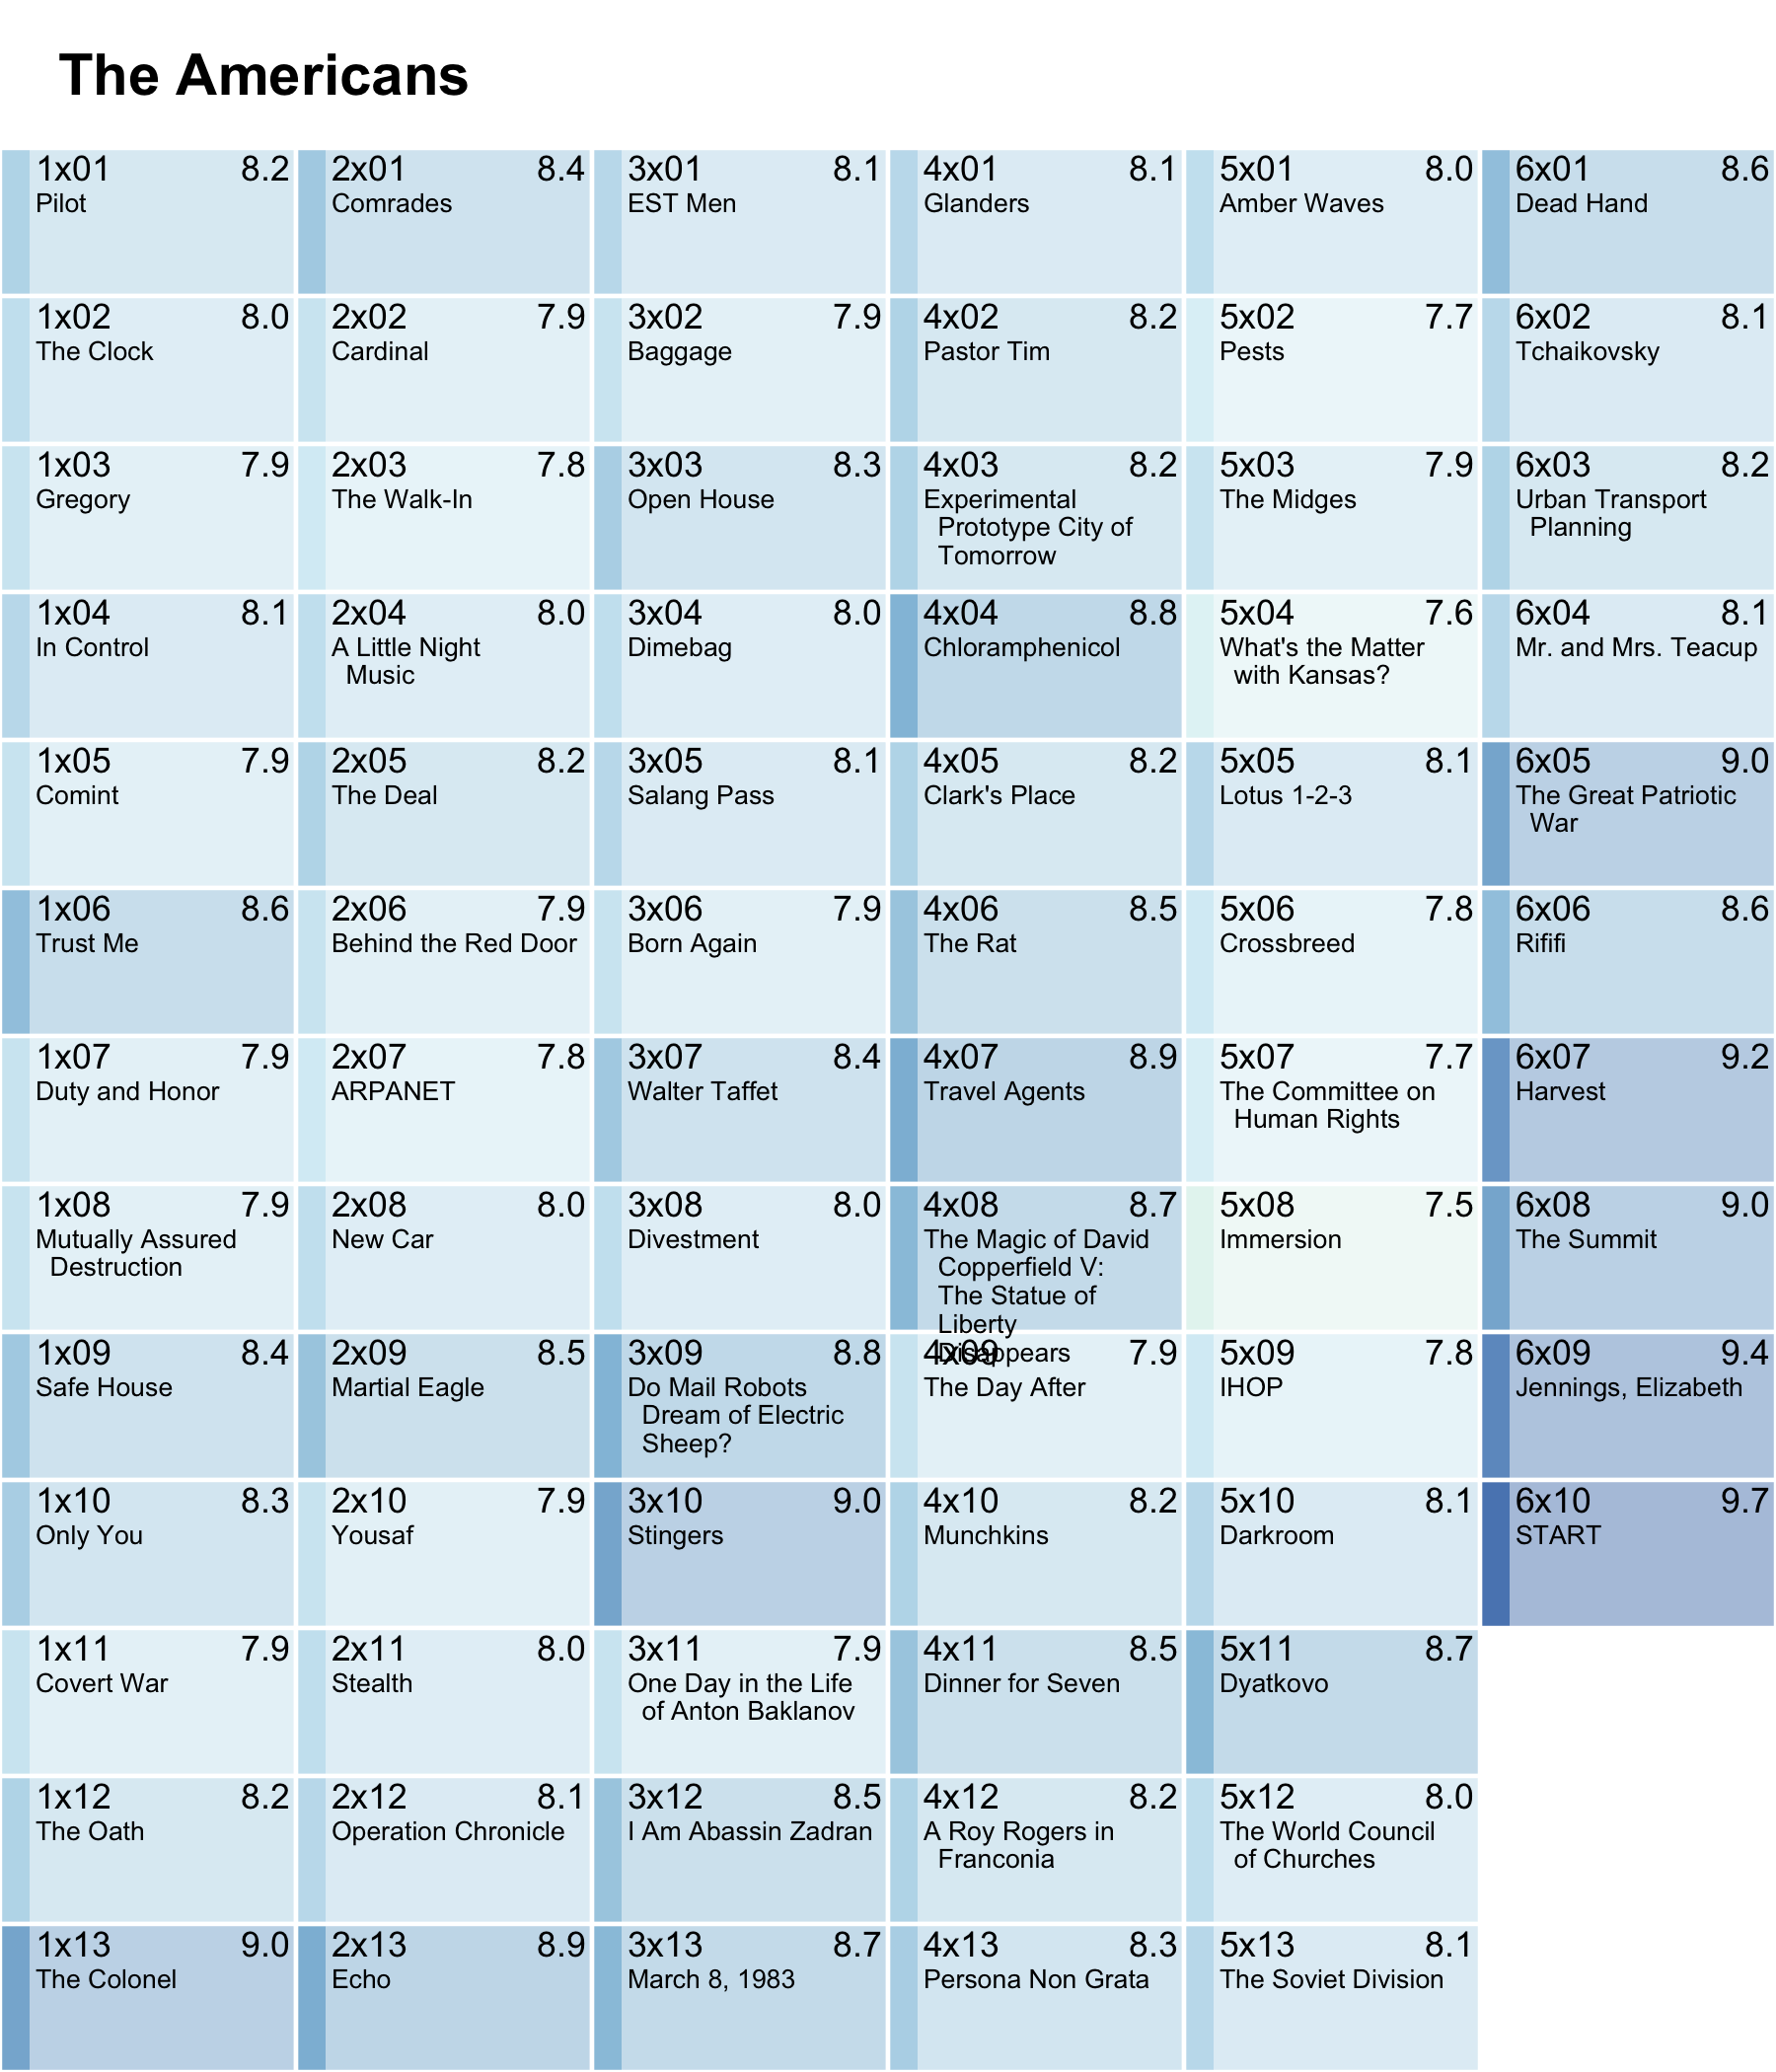 The Americans
1x01 8.2 2x01 8.4 3x01 8.1 4x01 8.1 5x01 8.0 6x01 8.6
Pilot Comrades EST Men Glanders Amber Waves Dead Hand
1x02 8.0 2x02 7.9 3x02 7.9 4x02 8.2 5x02 7.7 6x02 8.1
The Clock Cardinal Baggage Pastor Tim Pests Tchaikovsky
1x03 7.9 2x03 7.8 3x03 8.3 4x03 8.2 5x03 7.9 6x03 8.2
Gregory The Walk-In Open House Experimental The Midges Urban Transport
Prototype City of Planning
Tomorrow
1x04 8.1 2x04 8.0 3x04 8.0 4x04 8.8 5x04 7.6 6x04 8.1
In Control A Little Night Dimebag Chloramphenicol What's the Matter Mr. and Mrs. Teacup
Music with Kansas?
1x05 7.9 2x05 8.2 3x05 8.1 4x05 8.2 5x05 8.1 6x05 9.0
Comint The Deal Salang Pass Clark's Place Lotus 1-2-3 The Great Patriotic
War
1x06 8.6 2x06 7.9 3x06 7.9 4x06 8.5 5x06 7.8 6x06 8.6
Trust Me Behind the Red Door Born Again The Rat Crossbreed Rififi
1x07 7.9 2x07 7.8 3x07 8.4 4x07 8.9 5x07 7.7 6x07 9.2
Duty and Honor ARPANET Walter Taffet Travel Agents The Committee on Harvest
Human Rights
1x08 7.9 2x08 8.0 3x08 8.0 4x08 8.7 5x08 7.5 6x08 9.0
Mutually Assured New Car Divestment The Magic of David Immersion The Summit
Destruction Copperfield V:
The Statue of
Liberty
Disappears
1x09 8.4 2x09 8.5 3x09 8.8 4x09 7.9 5x09 7.8 6x09 9.4
Safe House Martial Eagle Do Mail Robots The Day After IHOP Jennings, Elizabeth
Dream of Electric
Sheep?
1x10 8.3 2x10 7.9 3x10 9.0 4x10 8.2 5x10 8.1 6x10 9.7
Only You Yousaf Stingers Munchkins Darkroom START
1x11 7.9 2x11 8.0 3x11 7.9 4x11 8.5 5x11 8.7
Covert War Stealth One Day in the Life Dinner for Seven Dyatkovo
of Anton Baklanov
1x12 8.2 2x12 8.1 3x12 8.5 4x12 8.2 5x12 8.0
The Oath Operation Chronicle I Am Abassin Zadran A Roy Rogers in The World Council
Franconia of Churches
1x13 9.0 2x13 8.9 3x13 8.7 4x13 8.3 5x13 8.1
The Colonel Echo March 8, 1983 Persona Non Grata The Soviet Division